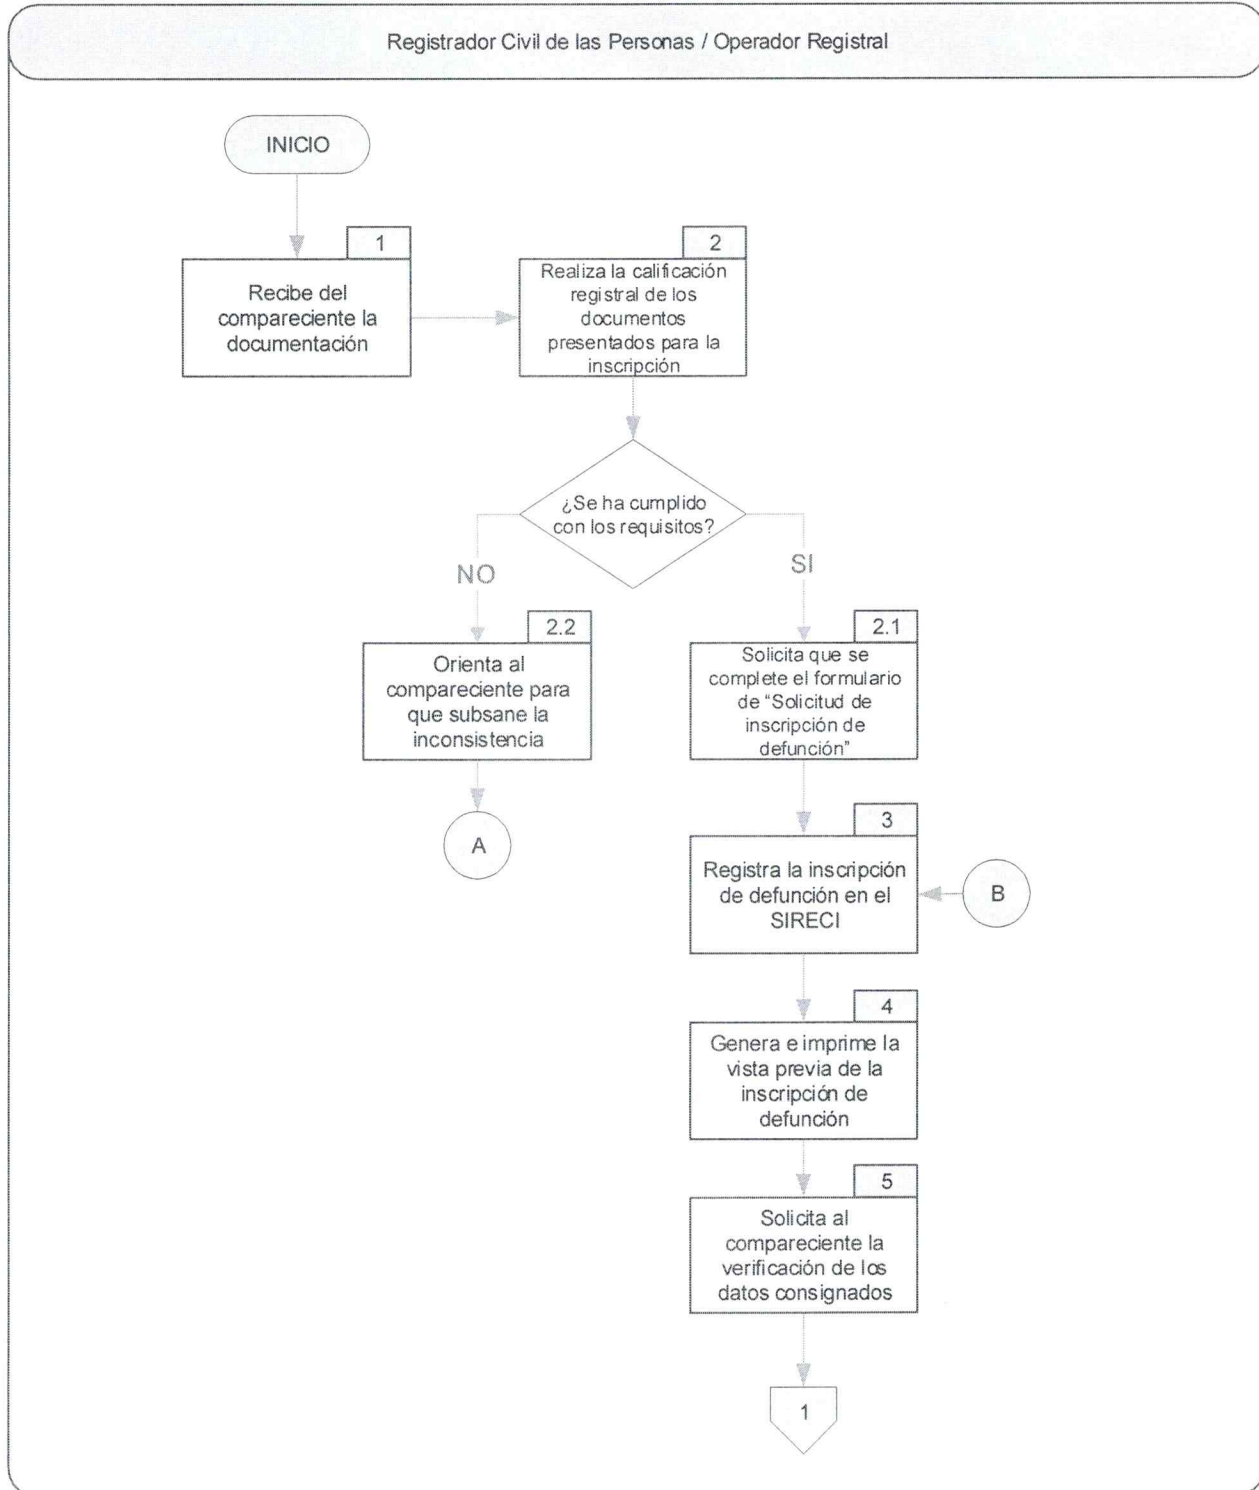 Registrador Civil de las Personas / Operador Registral
INICIO
1
Recibe del
compareciente la
documentación
2
Realiza la calificación
registral de los
documentos
presentados para la
inscripción
¿Se ha cumplido
con los requisitos?
NO
SI
2.2
Orienta al
compareciente para
que subsane la
inconsistencia
A
2.1
Solicita que se
complete el formulario
de “Solicitud de
inscripción de
defunción”
3
Registra la inscripción
de defunción en el
SIRECI
B
4
Genera e imprime la
vista previa de la
inscripción de
defunción
5
Solicita al
compareciente la
verificación de los
datos consignados
1